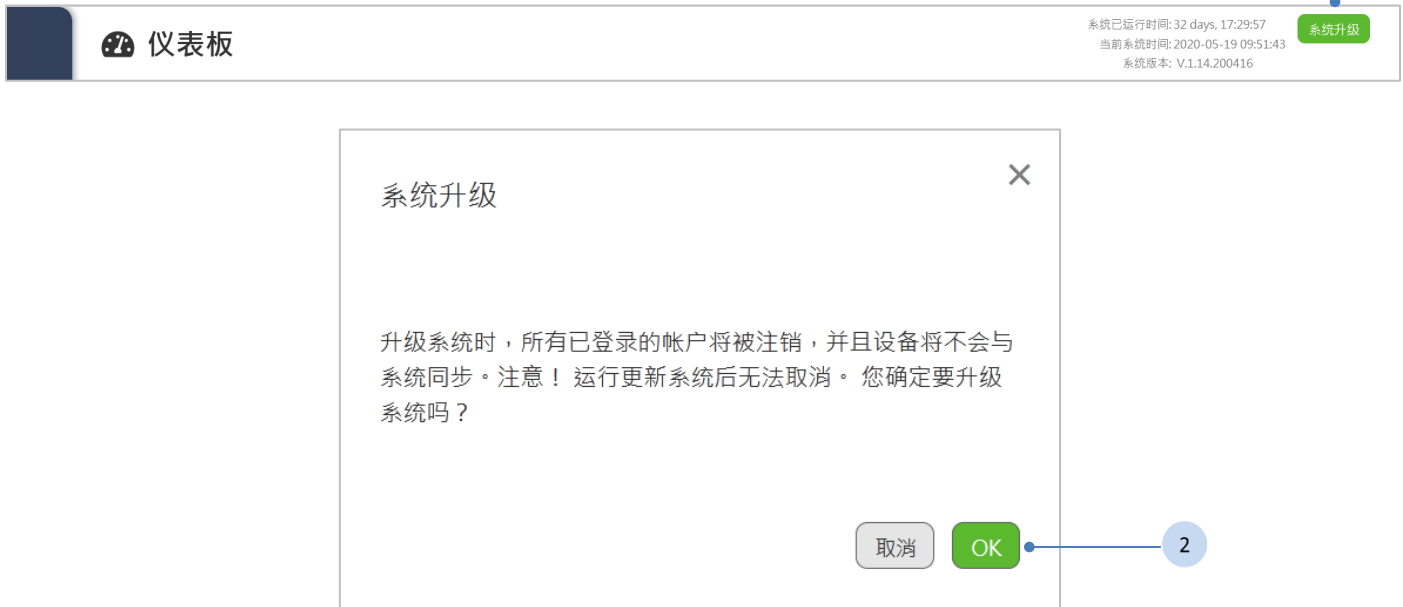 仪表板
系统已运行时间: 32 days, 17:29:57
当前系统时间: 2020-05-19 09:51:43
系统版本: V.1.14.200416
系统升级
系统升级
升级系统时，所有已登录的帐户将被注销，并且设备将不会与
系统同步。注意！ 运行更新系统后无法取消。 您确定要升级
系统吗？
取消
OK
2